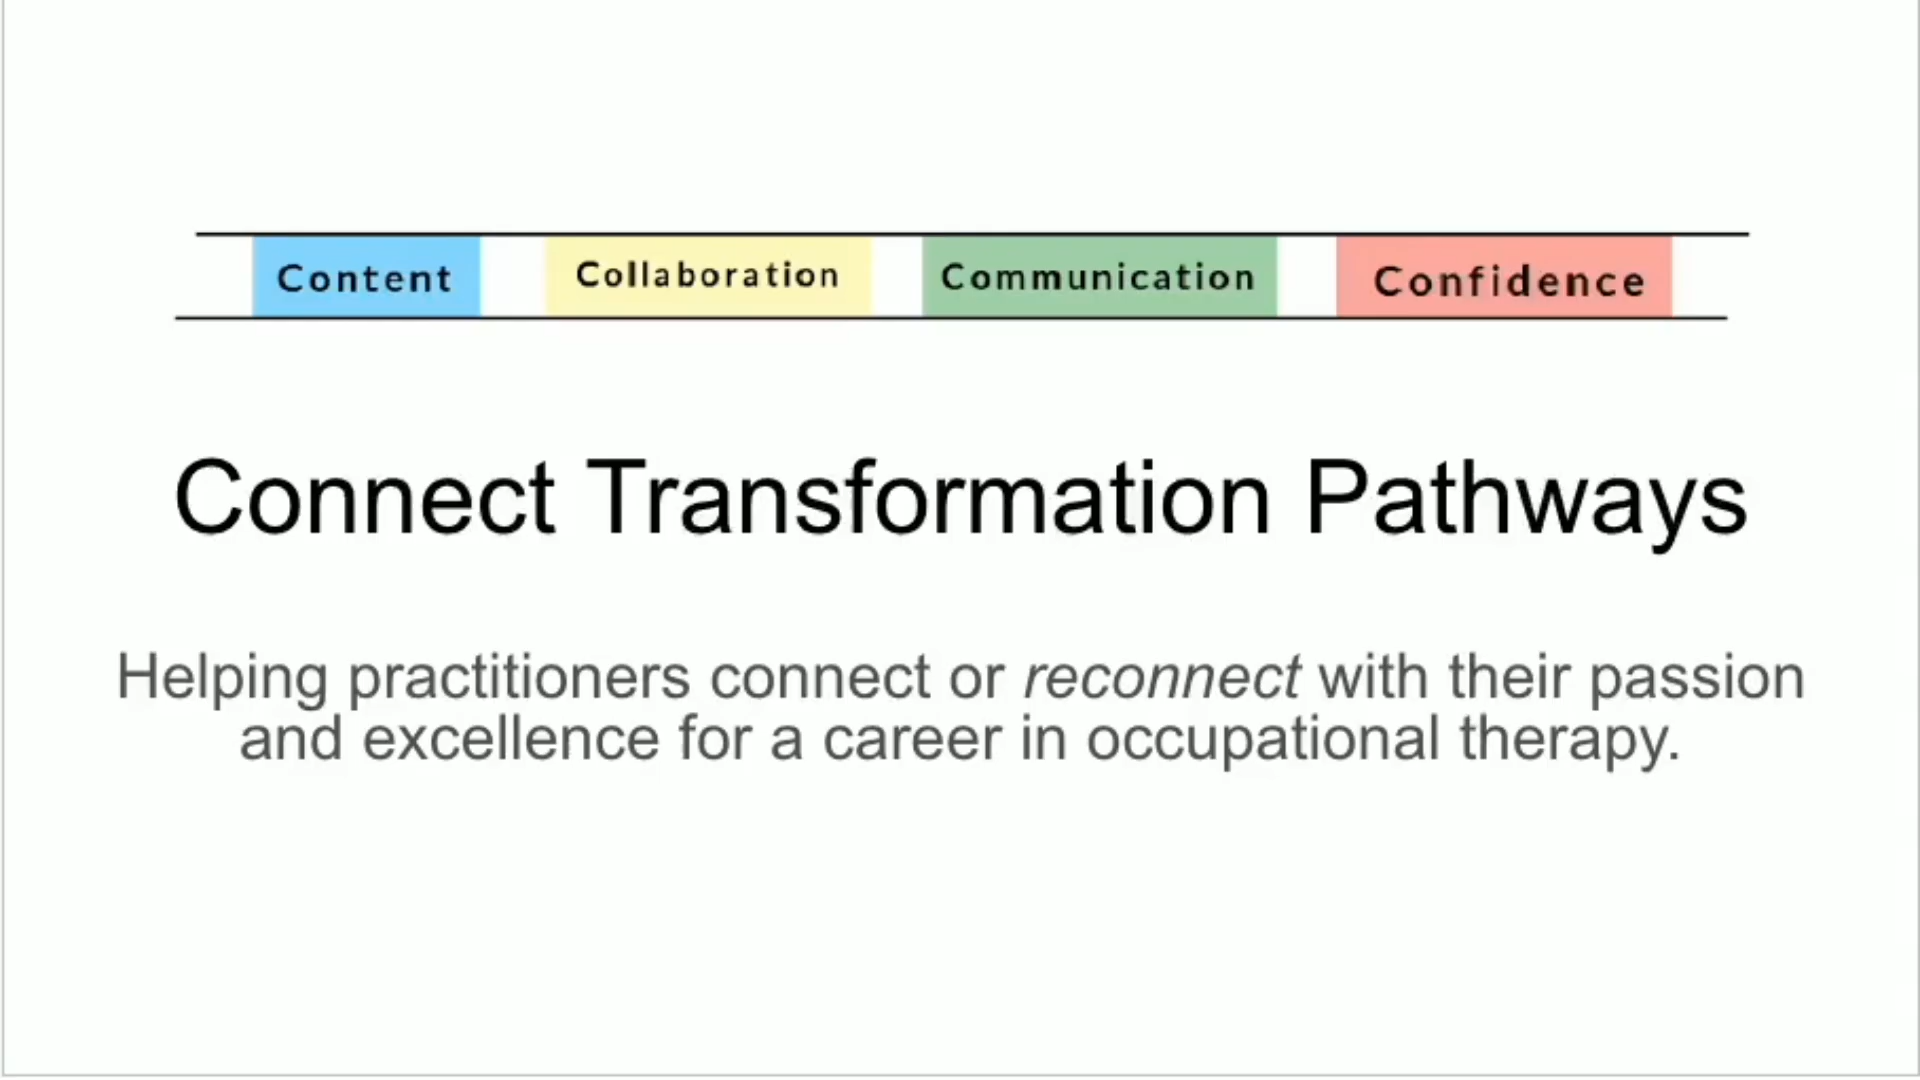 Content Collaboration Communication Confidence
Connect Transformation Pathways
Helping practitioners connect or reconnect with their passion
and excellence for a career in occupational therapy.